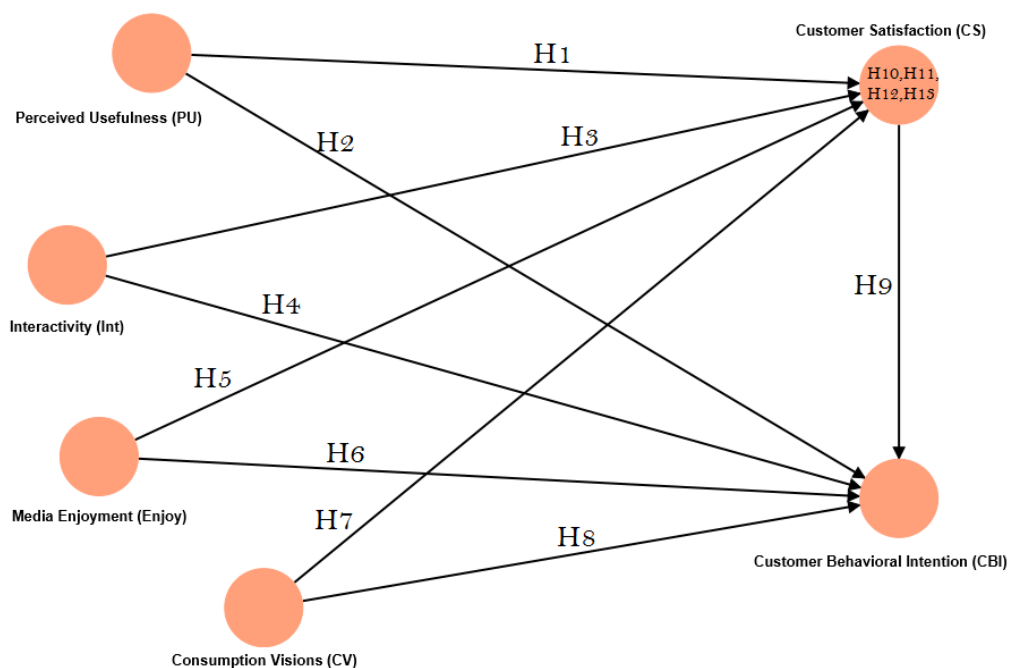 Customer Satisfaction (CS)
H1
H10,H11,
H12,H13
Perceived Usefulness (PU)
H2
H3
H9
H4
Interactivity (Int)
H5
H6
Media Enjoyment (Enjoy)
H7
H8
Customer Behavioral Intention (CBI)
Consumption Visions (CV)